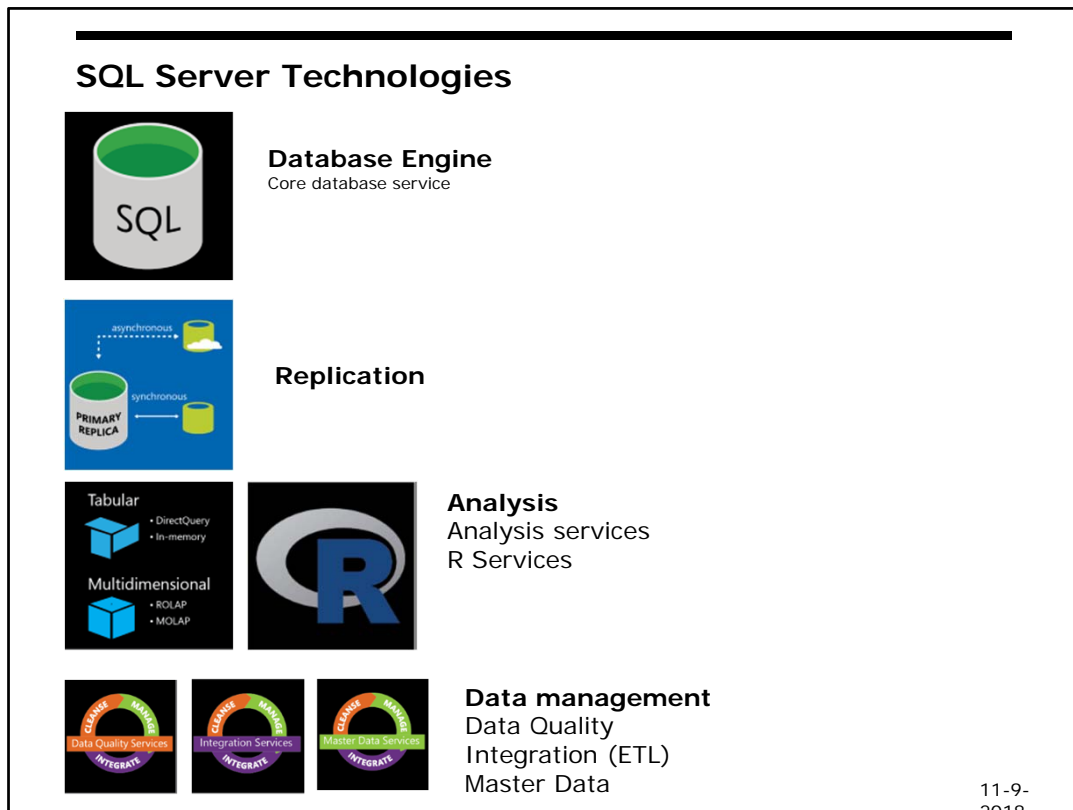 SQL Server Technologies
SQL
Database Engine
Core database service
asynchronous
synchronous
PRIMARY
REPLICA
Replication
Tabular
• DirectQuery
• In-memory
Multidimensional
• ROLAP
• MOLAP
R
Analysis
Analysis services
R Services
CLEANSE MANAGE
Data Quality Services
INTEGRATE
CLEANSE MANAGE
Integration Services
INTEGRATE
CLEANSE MANAGE
Master Data Services
INTEGRATE
Data management
Data Quality
Integration (ETL)
Master Data
11-9-
2018